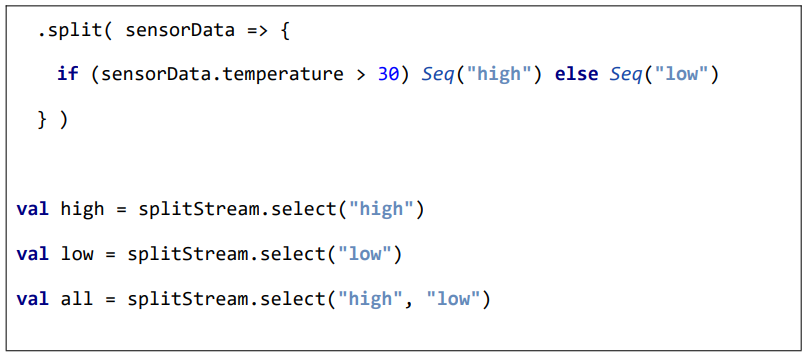 .split( sensorData => {
if (sensorData.temperature > 30) Seq("high") else Seq("low")
} )
val high = splitStream.select("high")
val low = splitStream.select("low")
val all = splitStream.select("high", "low")